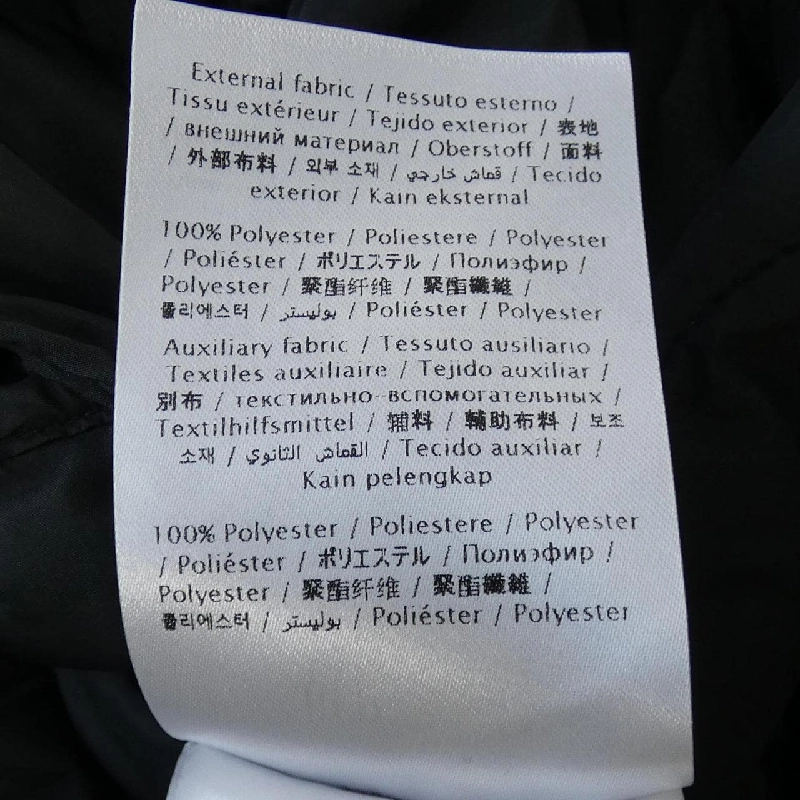 External fabric / Tessuto esterno /
Tissu extérieur / Tejido exterior / 表地
/ внешний материал / Oberstoff / 面料
/ 外部布料 / 외부 소재 / قماش خارجي / Tecido
exterior / Kain eksternal
100% Polyester / Poliestere / Polyester
/ Poliéster / ポリエステル / Полиэфир /
Polyester / 聚酯纤维 / 聚酯纖維 /
폴리에스터 / بوليستر / Poliéster / Polyester
Auxiliary fabric / Tessuto ausiliario /
Textiles auxiliaire / Tejido auxiliar /
別布 / текстильно-вспомогательных /
Textilhilfsmittel / 辅料 / 輔助布料 / 보조
소재 / القماش الثانوي / Tecido auxiliar /
Kain pelengkap
100% Polyester / Poliestere / Polyester
/ Poliéster / ポリエステル / Полиэфир /
Polyester / 聚酯纤维 / 聚酯纖維 /
폴리에스터 / بوليستر / Poliéster / Polyester